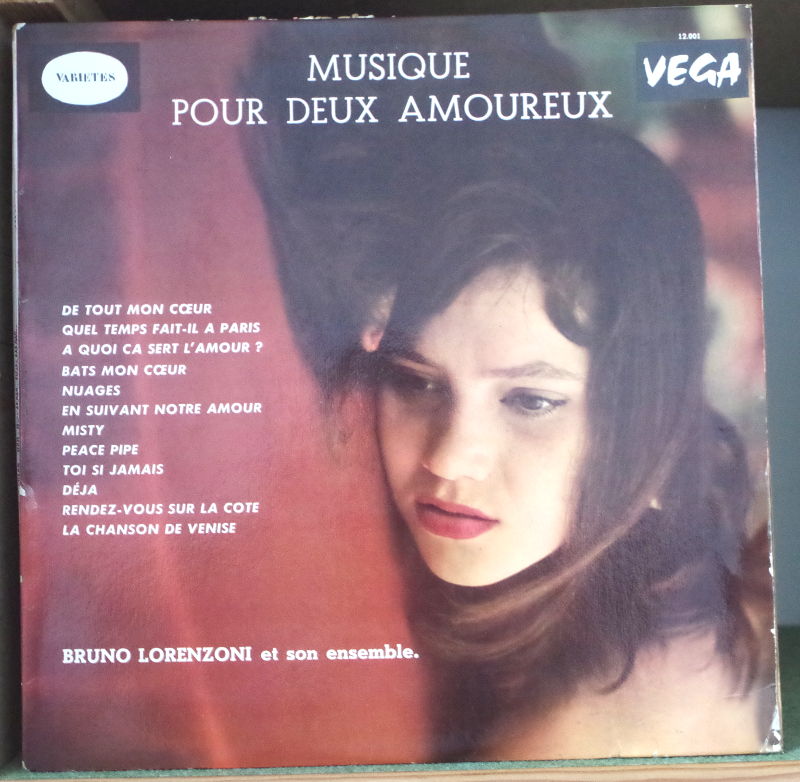 12.001
VARIETES
VEGA
MUSIQUE
POUR DEUX AMOUREUX
DE TOUT MON CŒUR
QUEL TEMPS FAIT-IL A PARIS
A QUOI CA SERT L'AMOUR ?
BATS MON CŒUR
NUAGES
EN SUIVANT NOTRE AMOUR
MISTY
PEACE PIPE
TOI SI JAMAIS
DÉJA
RENDEZ-VOUS SUR LA COTE
LA CHANSON DE VENISE
BRUNO LORENZONI et son ensemble.